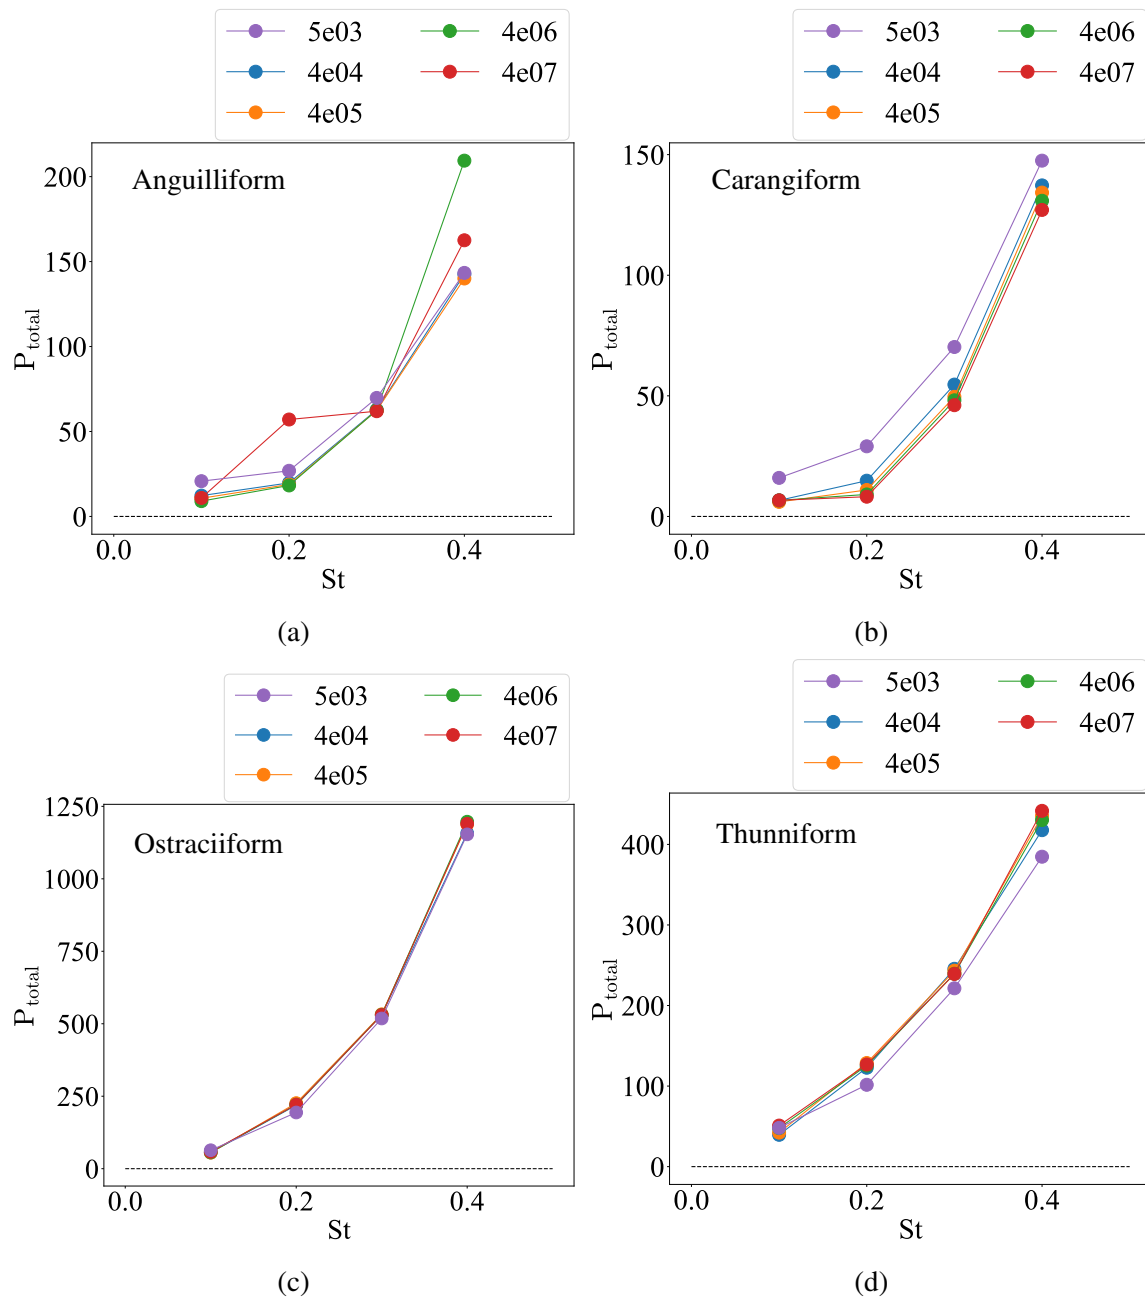 5e03 4e06
4e04 4e07
4e05
200
150
100
50
0
P_total
Anguilliform
0.0 0.2 0.4
St
(a)
5e03 4e06
4e04 4e07
4e05
150
100
50
0
P_total
Carangiform
0.0 0.2 0.4
St
(b)
5e03 4e06
4e04 4e07
4e05
1250
1000
750
500
250
0
P_total
Ostraciiform
0.0 0.2 0.4
St
(c)
5e03 4e06
4e04 4e07
4e05
400
300
200
100
0
P_total
Thunniform
0.0 0.2 0.4
St
(d)